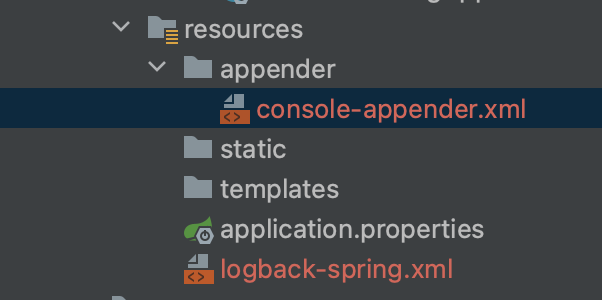 resources
appender
console-appender.xml
static
templates
application.properties
logback-spring.xml